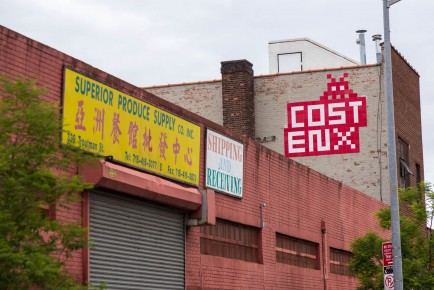 SUPERIOR PRODUCE SUPPLY CO. INC.
亞洲餐館批發中心
SHIPPING
AND
RECEIVING
COST
ENX